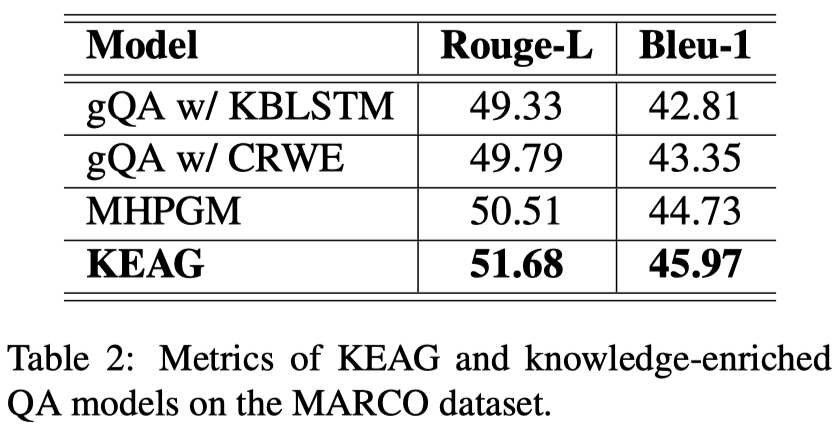 Model Rouge-L Bleu-1
gQA w/ KBLSTM 49.33 42.81
gQA w/ CRWE 49.79 43.35
MHPGM 50.51 44.73
KEAG 51.68 45.97
Table 2: Metrics of KEAG and knowledge-enriched
QA models on the MARCO dataset.